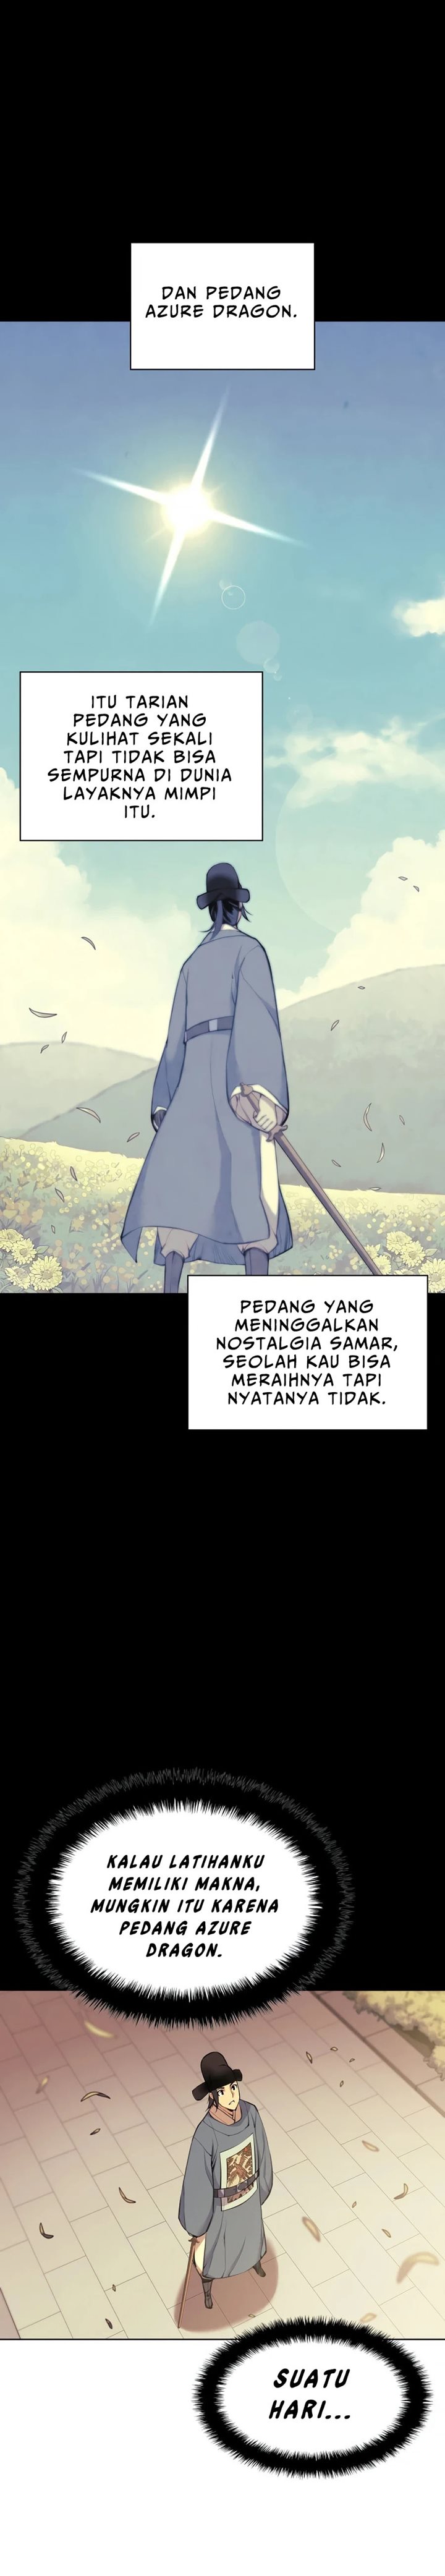 DAN PEDANG
AZURE DRAGON.
ITU TARIAN
PEDANG YANG
KULIHAT SEKALI
TAPI TIDAK BISA
SEMPURNA DI DUNIA
LAYAKNYA MIMPI
ITU.
PEDANG YANG
MENINGGALKAN
NOSTALGIA SAMAR,
SEOLAH KAU BISA
MERAIHNYA TAPI
NYATANYA TIDAK.
KALAU LATIHANKU
MEMILIKI MAKNA,
MUNGKIN ITU KARENA
PEDANG AZURE
DRAGON.
SUATU
HARI...